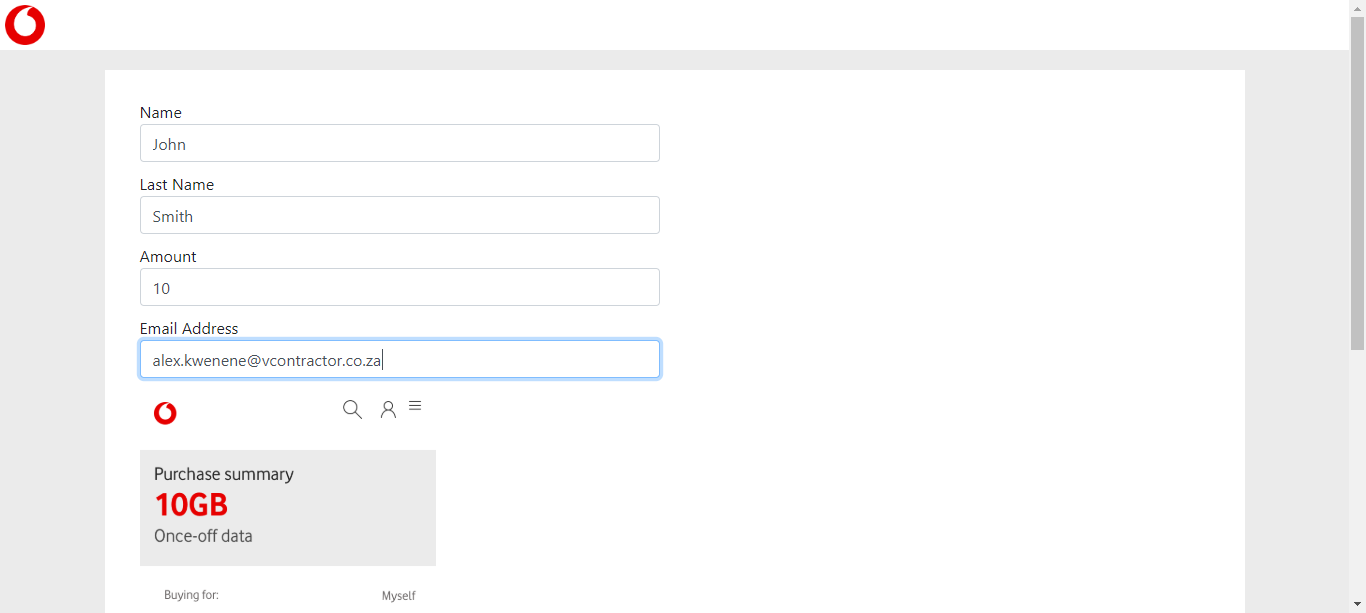 Name
John
Last Name
Smith
Amount
10
Email Address
alex.kwenene@vcontractor.co.za
Purchase summary
10GB
Once-off data
Buying for: Myself